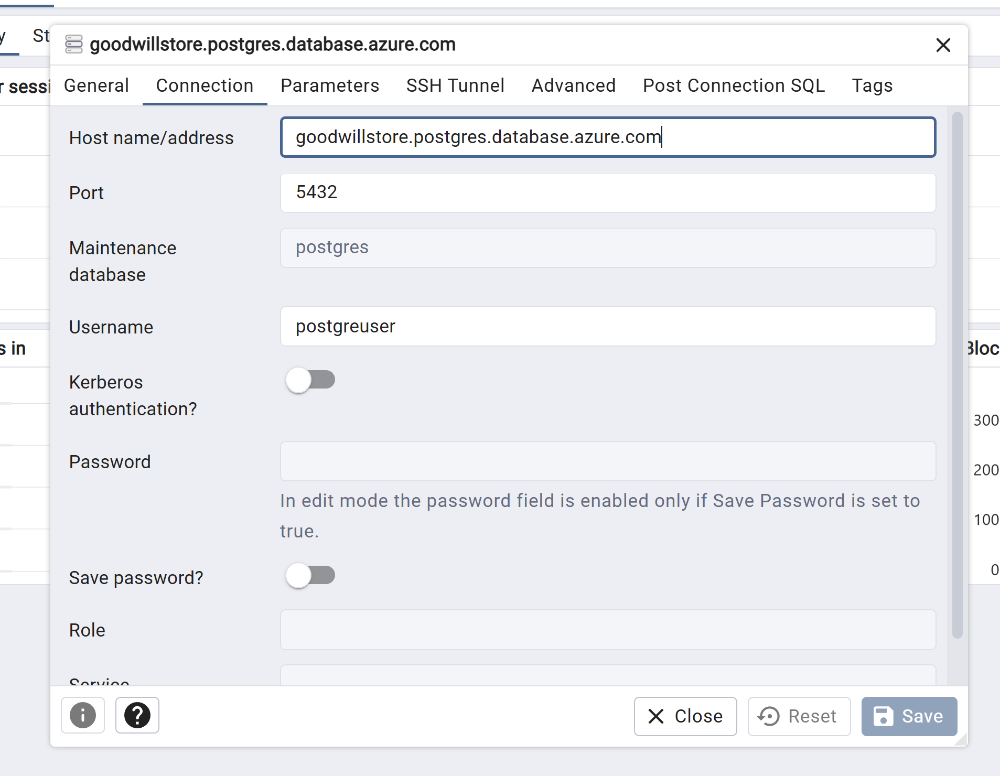 y St
goodwillstore.postgres.database.azure.com
r sessi
General Connection Parameters SSH Tunnel Advanced Post Connection SQL Tags
Host name/address goodwillstore.postgres.database.azure.com
Port 5432
Maintenance database postgres
Username postgreuser
s in
Bloc
Kerberos authentication?
300
Password
200
In edit mode the password field is enabled only if Save Password is set to
true.
100
Save password?
0
Role
Service
Close Reset Save